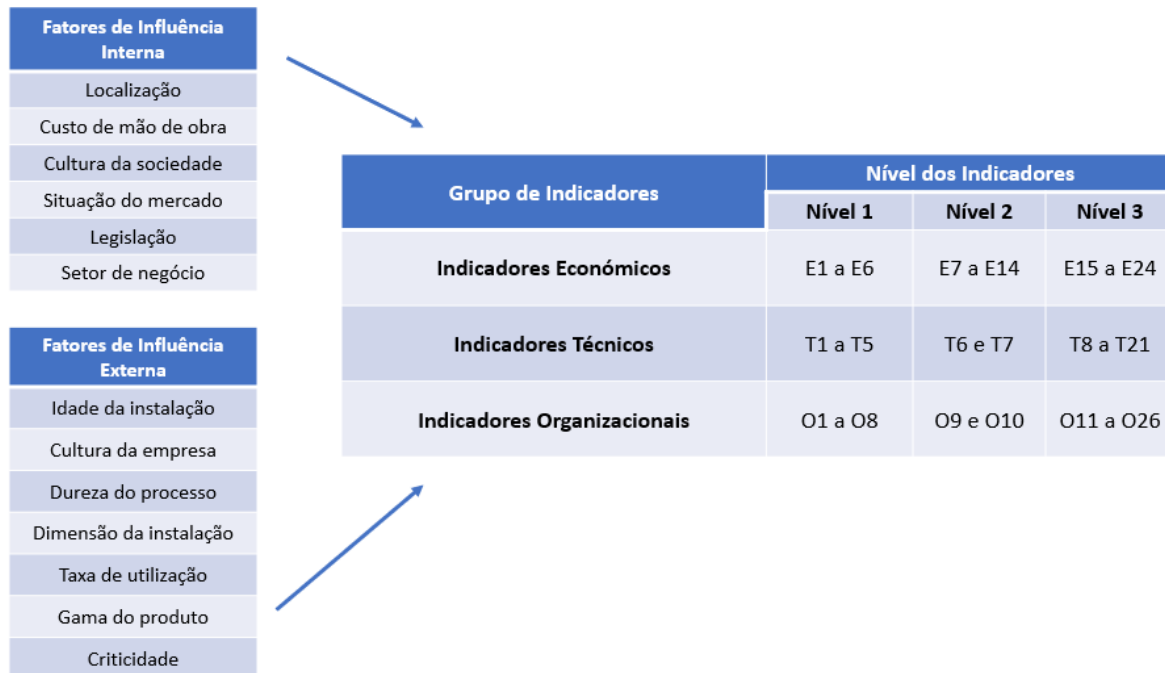 Fatores de Influência
Interna
Localização
Custo de mão de obra
Cultura da sociedade
Situação do mercado
Legislação
Setor de negócio
Fatores de Influência
Externa
Idade da instalação
Cultura da empresa
Dureza do processo
Dimensão da instalação
Taxa de utilização
Gama do produto
Criticidade
Grupo de Indicadores
Nível dos Indicadores
Nível 1 Nível 2 Nível 3
Indicadores Económicos E1 a E6 E7 a E14 E15 a E24
Indicadores Técnicos T1 a T5 T6 e T7 T8 a T21
Indicadores Organizacionais O1 a O8 O9 e O10 O11 a O26